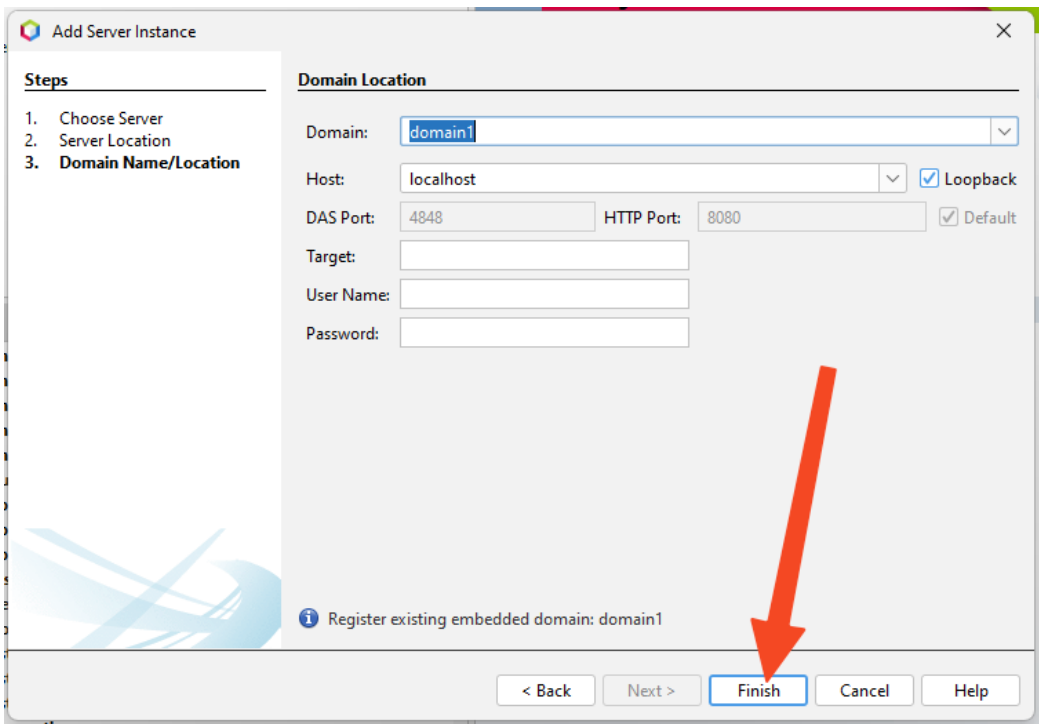 Add Server Instance
Steps
1. Choose Server
2. Server Location
3. Domain Name/Location
Domain Location
Domain: domain1
Host: localhost Loopback
DAS Port: 4848 HTTP Port: 8080 Default
Target:
User Name:
Password:
Register existing embedded domain: domain1
< Back Next > Finish Cancel Help